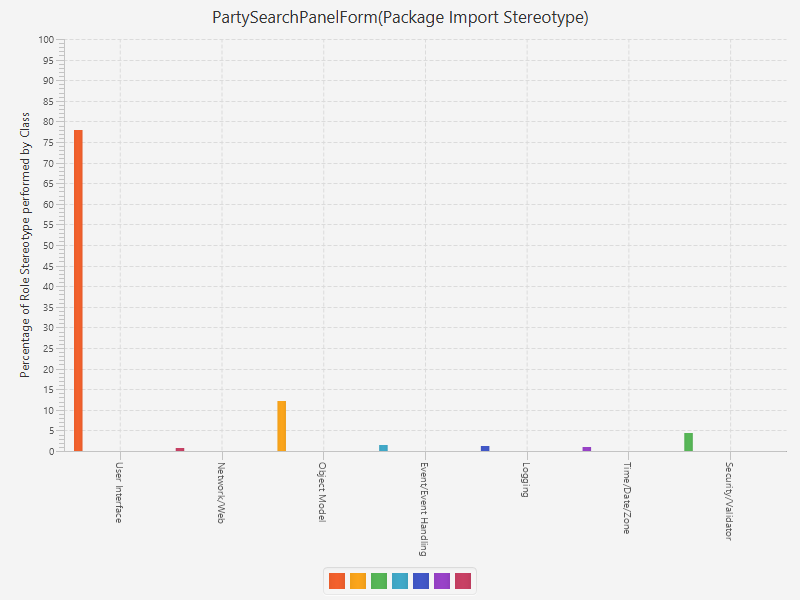 PartySearchPanelForm(Package Import Stereotype)
Percentage of Role Stereotype performed by Class
100
95
90
85
80
75
70
65
60
55
50
45
40
35
30
25
20
15
10
5
0
User Interface
Network/Web
Object Model
Event/Event Handling
Logging
Time/Date/Zone
Security/Validator